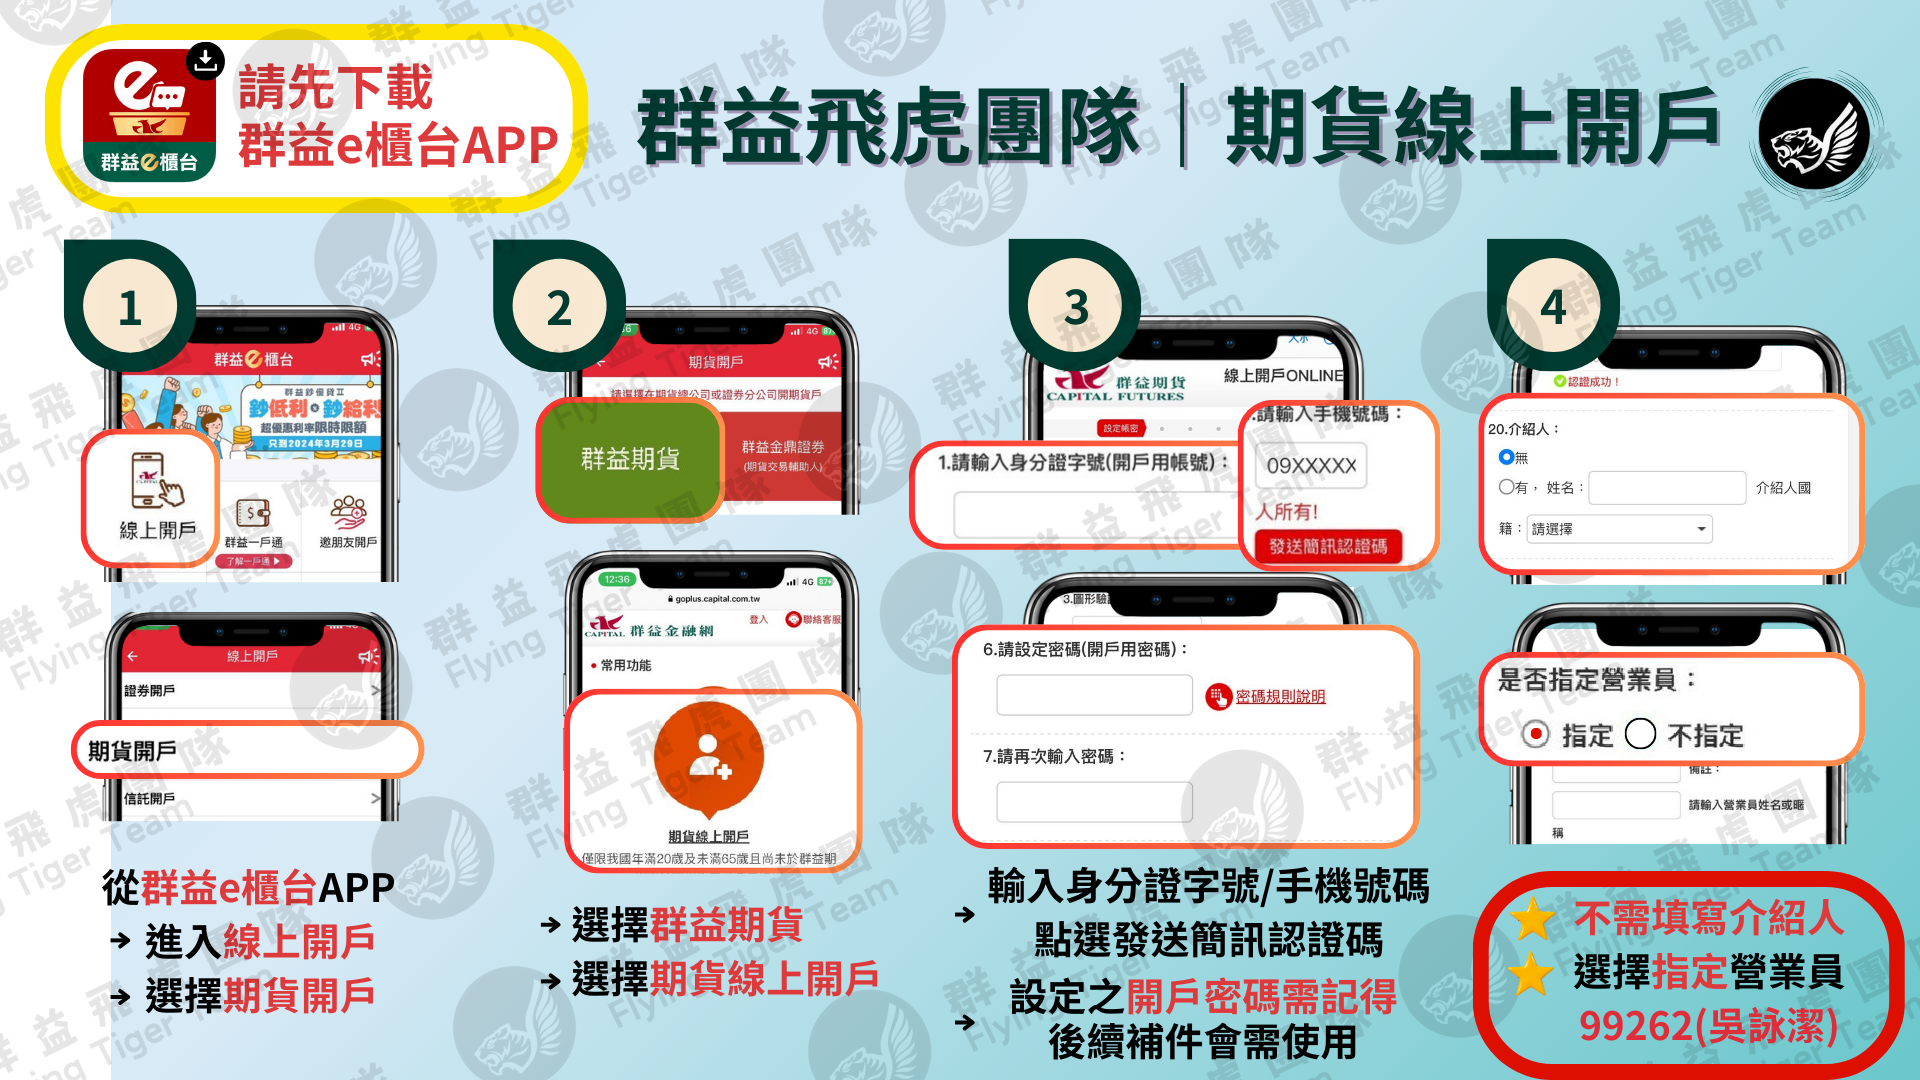 請先下載
群益e櫃台APP
群益e櫃台
群益飛虎團隊｜期貨線上開戶
1
4G
群益e櫃台
群益鈔優貸II
鈔低利 鈔給利
超優惠利率限時限額
只到2024年3月29日
線上開戶
群益一戶通
了解一戶通
邀朋友開戶
線上開戶
證券開戶
期貨開戶
信託開戶
從群益e櫃台APP
→ 進入線上開戶
→ 選擇期貨開戶
2
4G
期貨開戶
請選擇在期貨總公司或證券分公司開期貨戶
群益期貨
群益金鼎證券
(期貨交易輔助人)
12:36
4G 87+
goplus.capital.com.tw
CAPITAL 群益金融網
登入
聯絡客服
• 常用功能
期貨線上開戶
僅限我國年滿20歲及未滿65歲且尚未於群益期
→ 選擇群益期貨
→ 選擇期貨線上開戶
3
大小
群益期貨
CAPITAL FUTURES
線上開戶ONLINE
設定帳密
1.請輸入身分證字號(開戶用帳號)：
.請輸入手機號碼：
09XXXXX
人所有!
發送簡訊認證碼
3.圖形驗
6.請設定密碼(開戶用密碼)：
密碼規則說明
7.請再次輸入密碼：
→ 輸入身分證字號/手機號碼
點選發送簡訊認證碼
→ 設定之開戶密碼需記得
後續補件會需使用
4
認證成功！
20.介紹人：
無
有， 姓名：
介紹人國
籍：
請選擇
是否指定營業員：
指定
不指定
備註：
請輸入營業員姓名或暱
稱
不需填寫介紹人
選擇指定營業員
99262(吳詠潔)
群益飛虎團隊
Flying Tiger Team